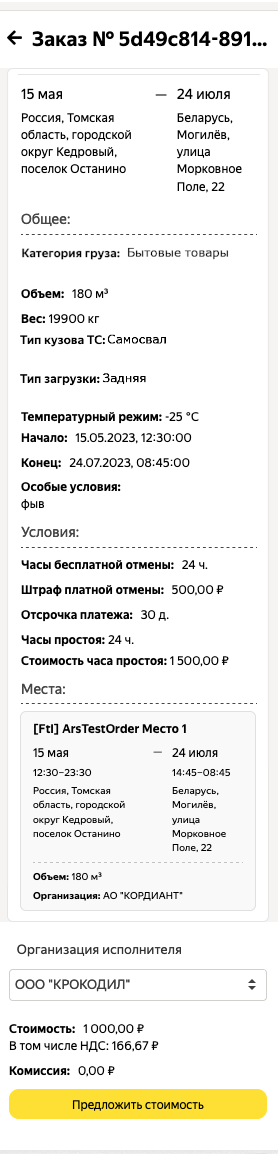 ← Заказ № 5d49c814-891...
15 мая — 24 июля
Россия, Томская
область, городской
округ Кедровый,
поселок Останино
Беларусь,
Могилёв,
улица
Морковное
Поле, 22
Общее:
Категория груза: Бытовые товары
Объем: 180 м³
Вес: 19900 кг
Тип кузова ТС: Самосвал
Тип загрузки: Задняя
Температурный режим: -25 °C
Начало: 15.05.2023, 12:30:00
Конец: 24.07.2023, 08:45:00
Особые условия:
фыв
Условия:
Часы бесплатной отмены: 24 ч.
Штраф платной отмены: 500,00 ₽
Отсрочка платежа: 30 д.
Часы простоя: 24 ч.
Стоимость часа простоя: 1 500,00 ₽
Места:
[Ftl] ArsTestOrder Место 1
15 мая — 24 июля
12:30–23:30 14:45–08:45
Россия, Томская
область, городской
округ Кедровый,
поселок Останино
Беларусь,
Могилёв,
улица
Морковное
Поле, 22
Объем: 180 м³
Организация: АО "КОРДИАНТ"
Организация исполнителя
ООО "КРОКОДИЛ"
Стоимость: 1 000,00 ₽
В том числе НДС: 166,67 ₽
Комиссия: 0,00 ₽
Предложить стоимость